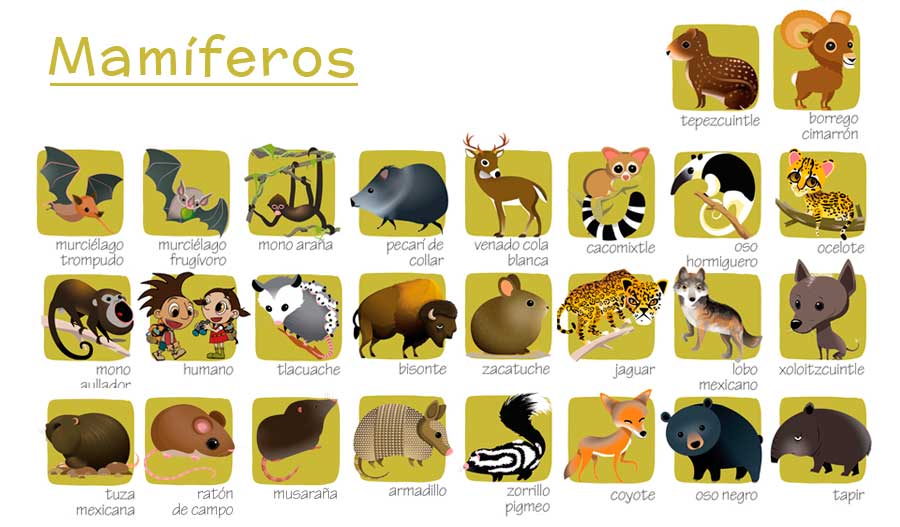 Mamíferos
tepezcuintle
borrego
cimarrón
murciélago
trompudo
murciélago
frugívoro
mono araña
pecarí de
collar
venado cola
blanca
cacomixtle
oso
hormiguero
ocelote
mono
aullador
humano
tlacuache
bisonte
zacatuche
jaguar
lobo
mexicano
xoloitzcuintle
tuza
mexicana
ratón
de campo
musaraña
armadillo
zorrillo
pigmeo
coyote
oso negro
tapir